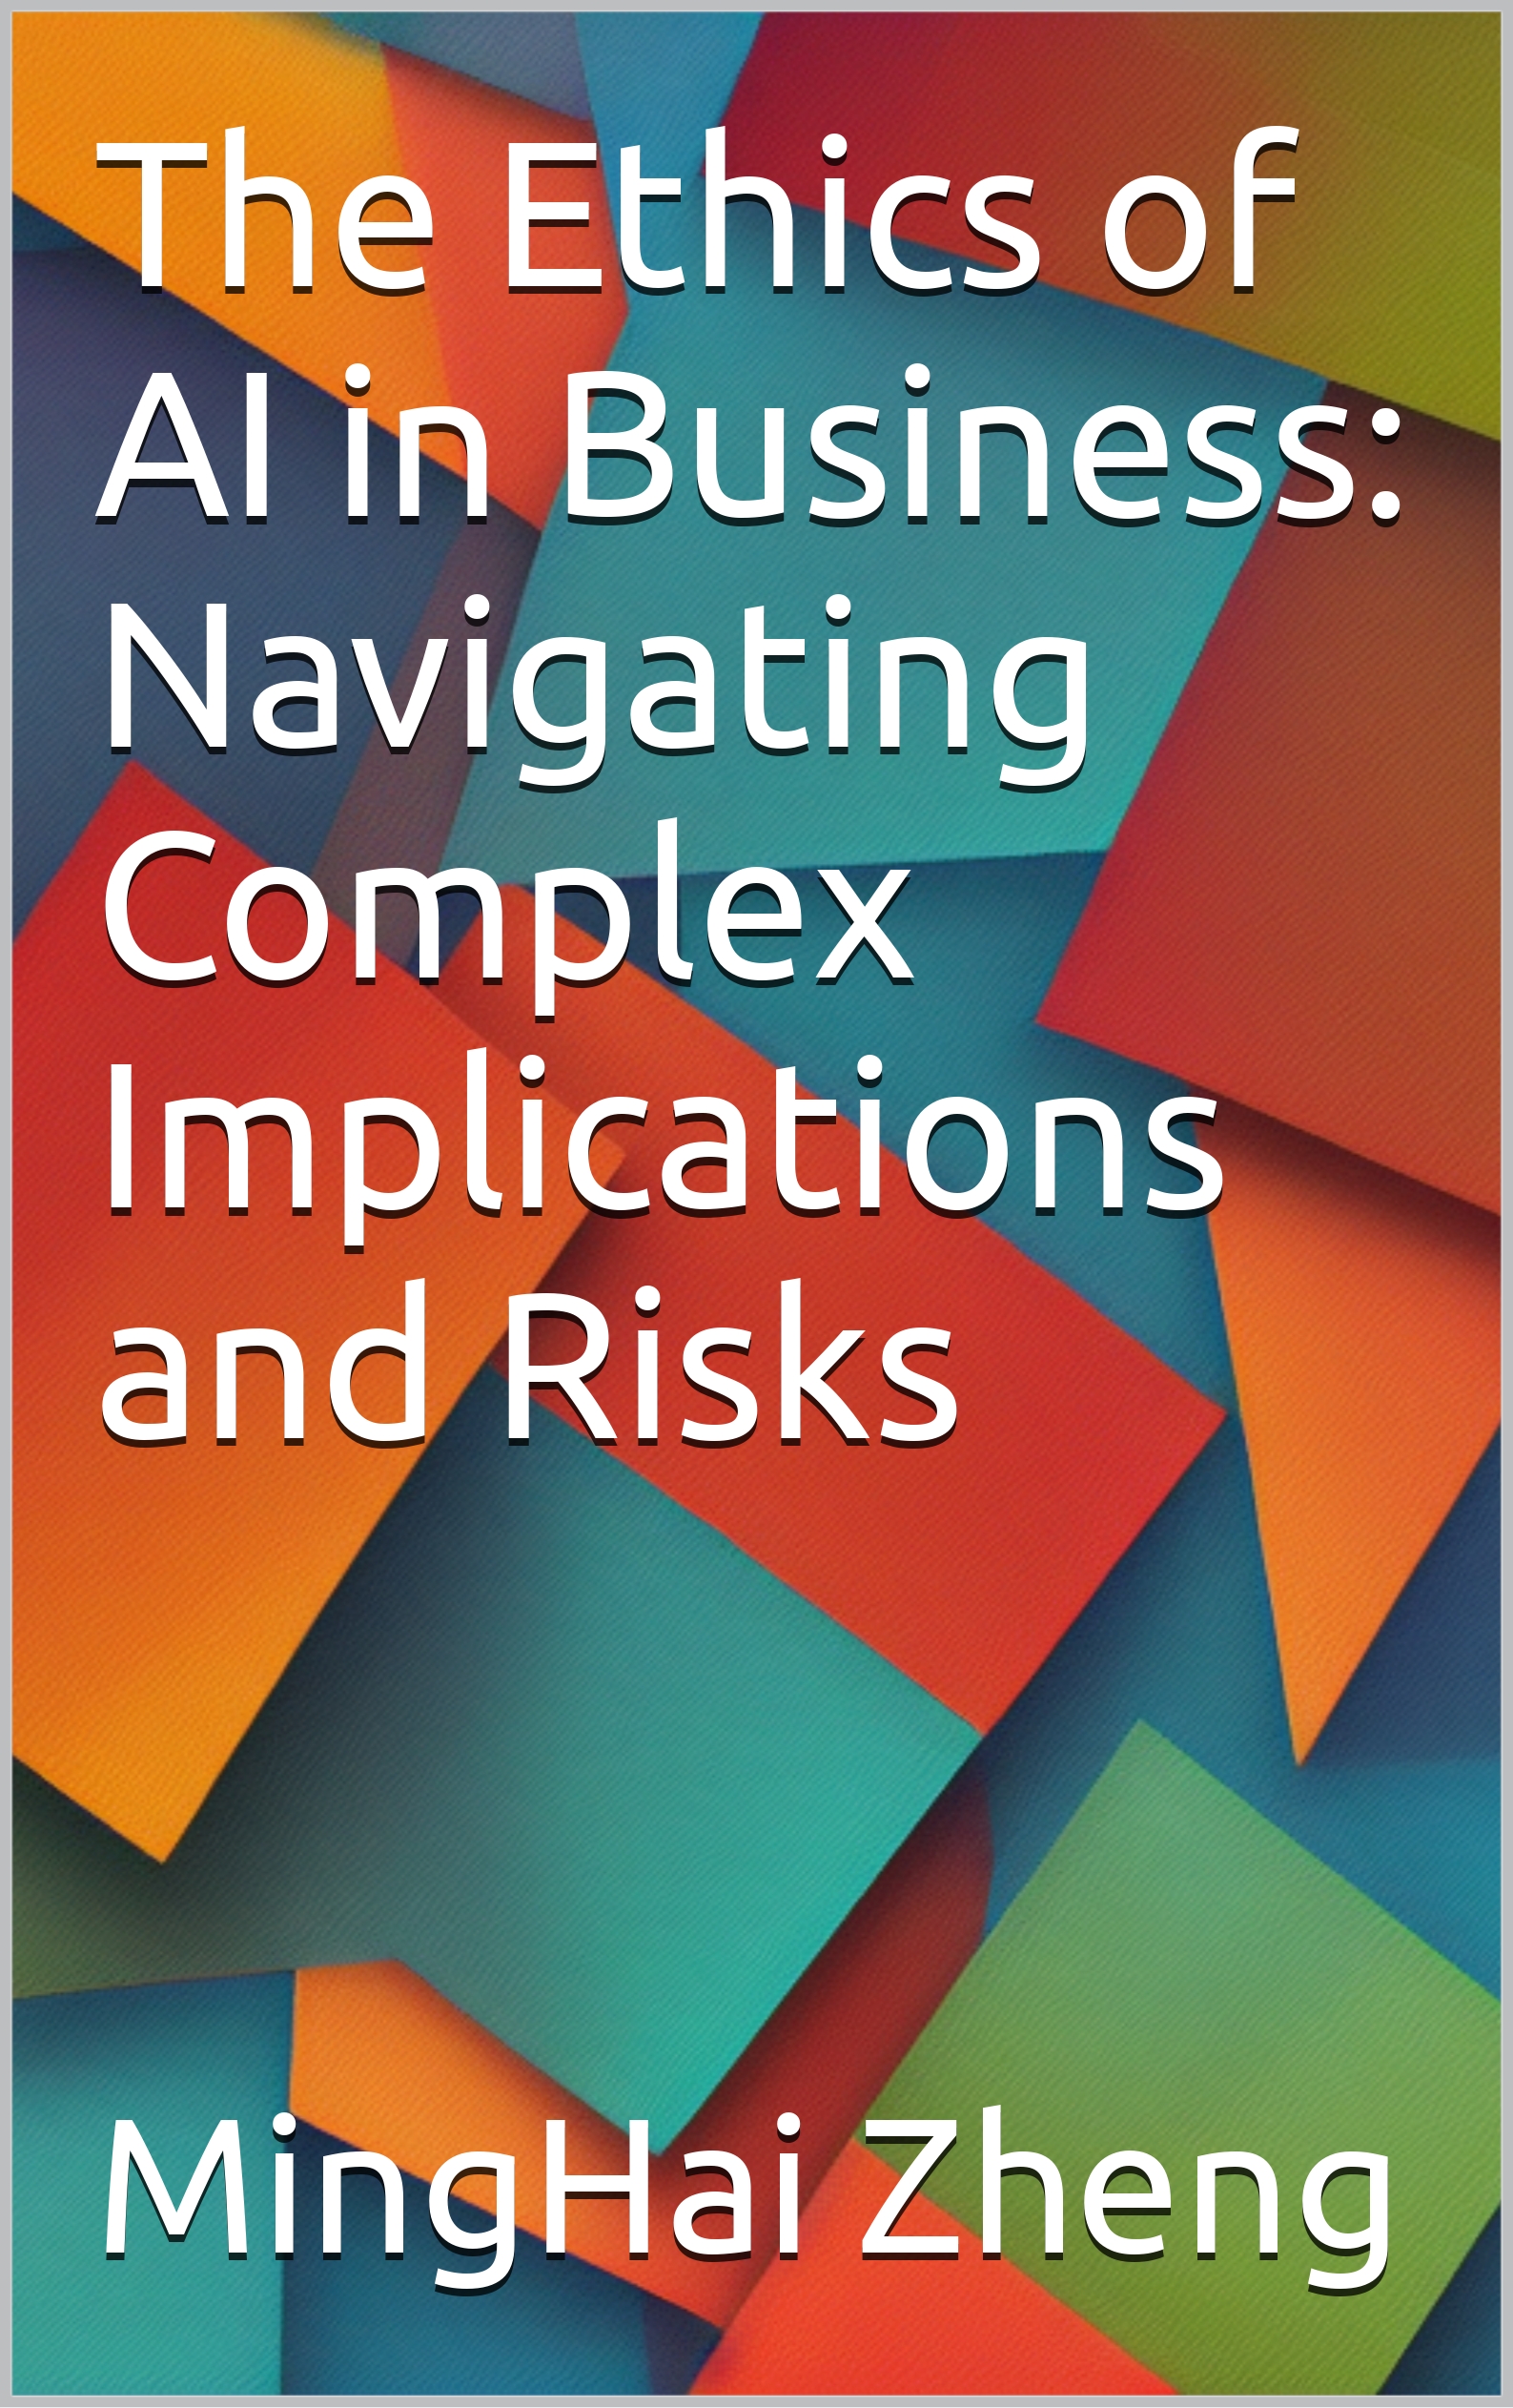 The Ethics of
AI in Business:
Navigating
Complex
Implications
and Risks
MingHai Zheng